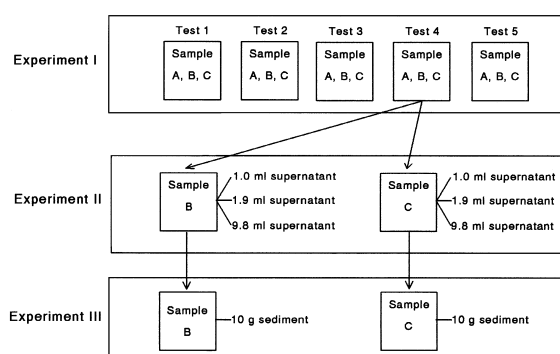 Test 1 Test 2 Test 3 Test 4 Test 5
Experiment I
Sample A, B, C
Sample A, B, C
Sample A, B, C
Sample A, B, C
Sample A, B, C
Experiment II
Sample B
1.0 ml supernatant
1.9 ml supernatant
9.8 ml supernatant
Sample C
1.0 ml supernatant
1.9 ml supernatant
9.8 ml supernatant
Experiment III
Sample B
10 g sediment
Sample C
10 g sediment